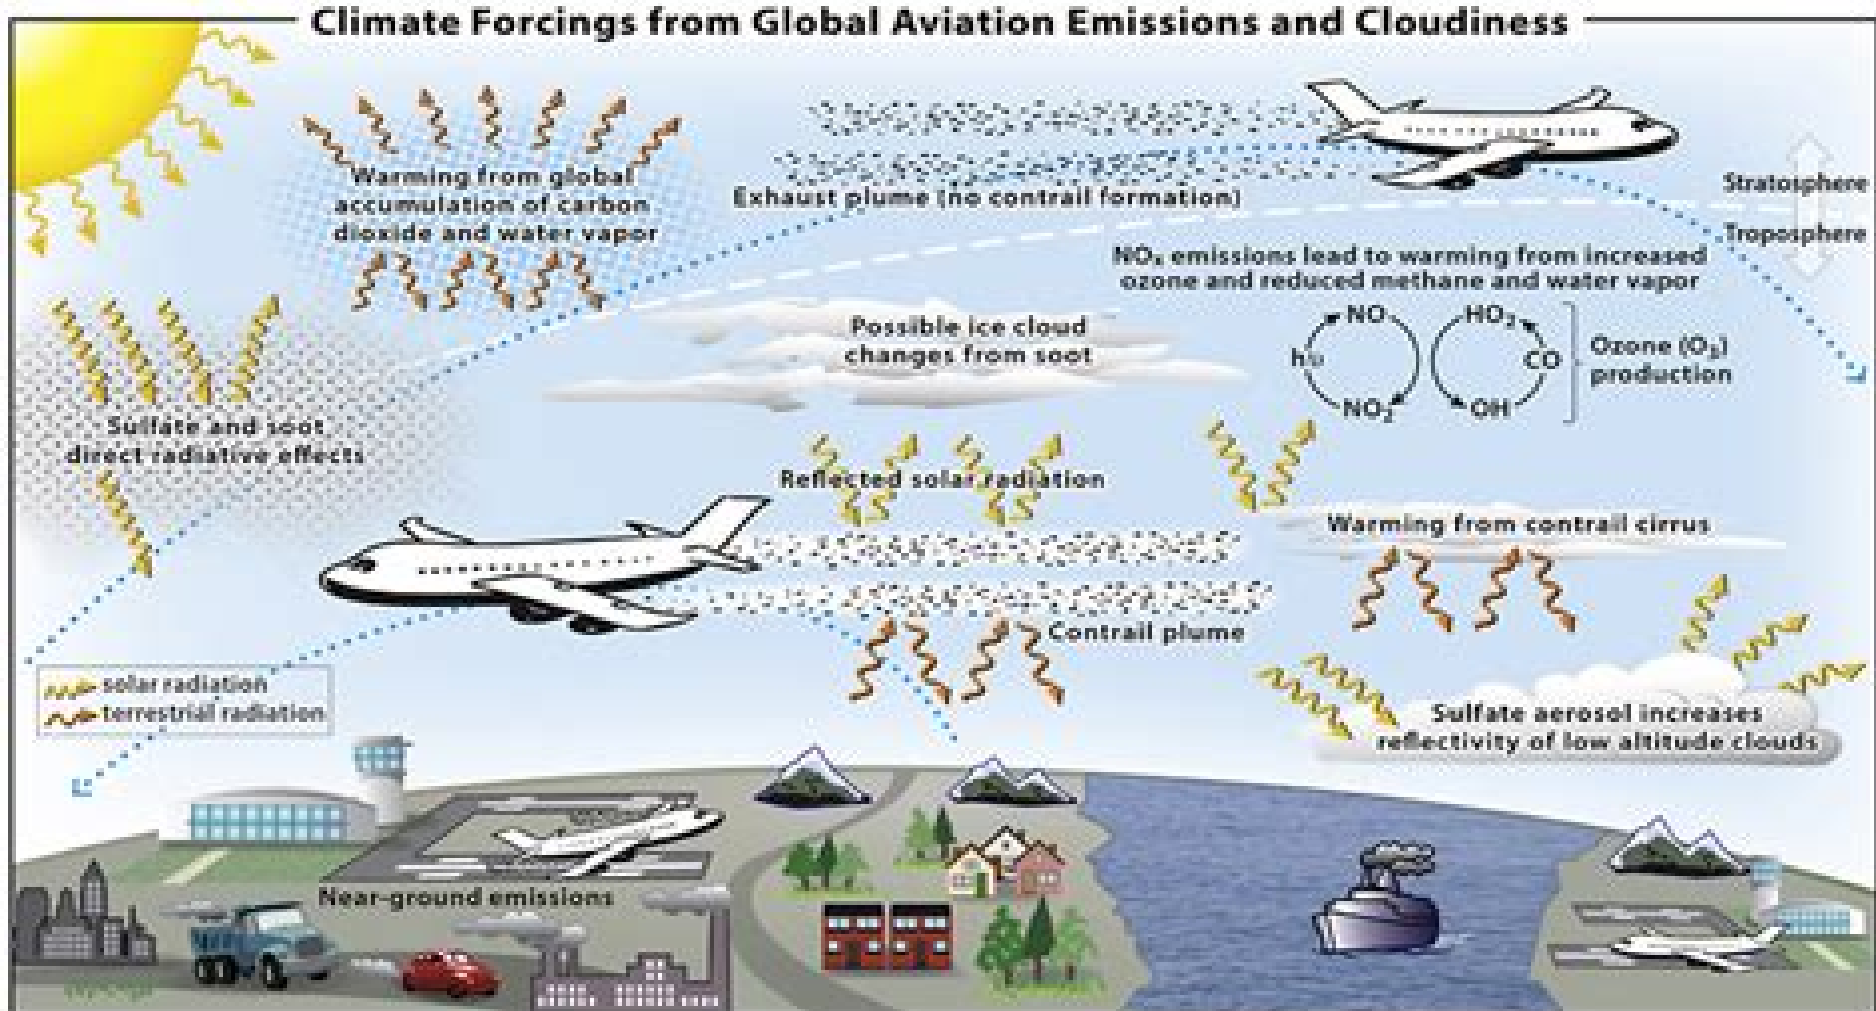 Climate Forcings from Global Aviation Emissions and Cloudiness
Warming from global
accumulation of carbon
dioxide and water vapor
Exhaust plume (no contrail formation)
Stratosphere
Troposphere
NOₓ emissions lead to warming from increased
ozone and reduced methane and water vapor
NO
HO₂
hυ
CO
NO₂
OH
Ozone (O₃)
production
Possible ice cloud
changes from soot
Sulfate and soot
direct radiative effects
Reflected solar radiation
Warming from contrail cirrus
Contrail plume
solar radiation
terrestrial radiation
Sulfate aerosol increases
reflectivity of low altitude clouds
Near-ground emissions